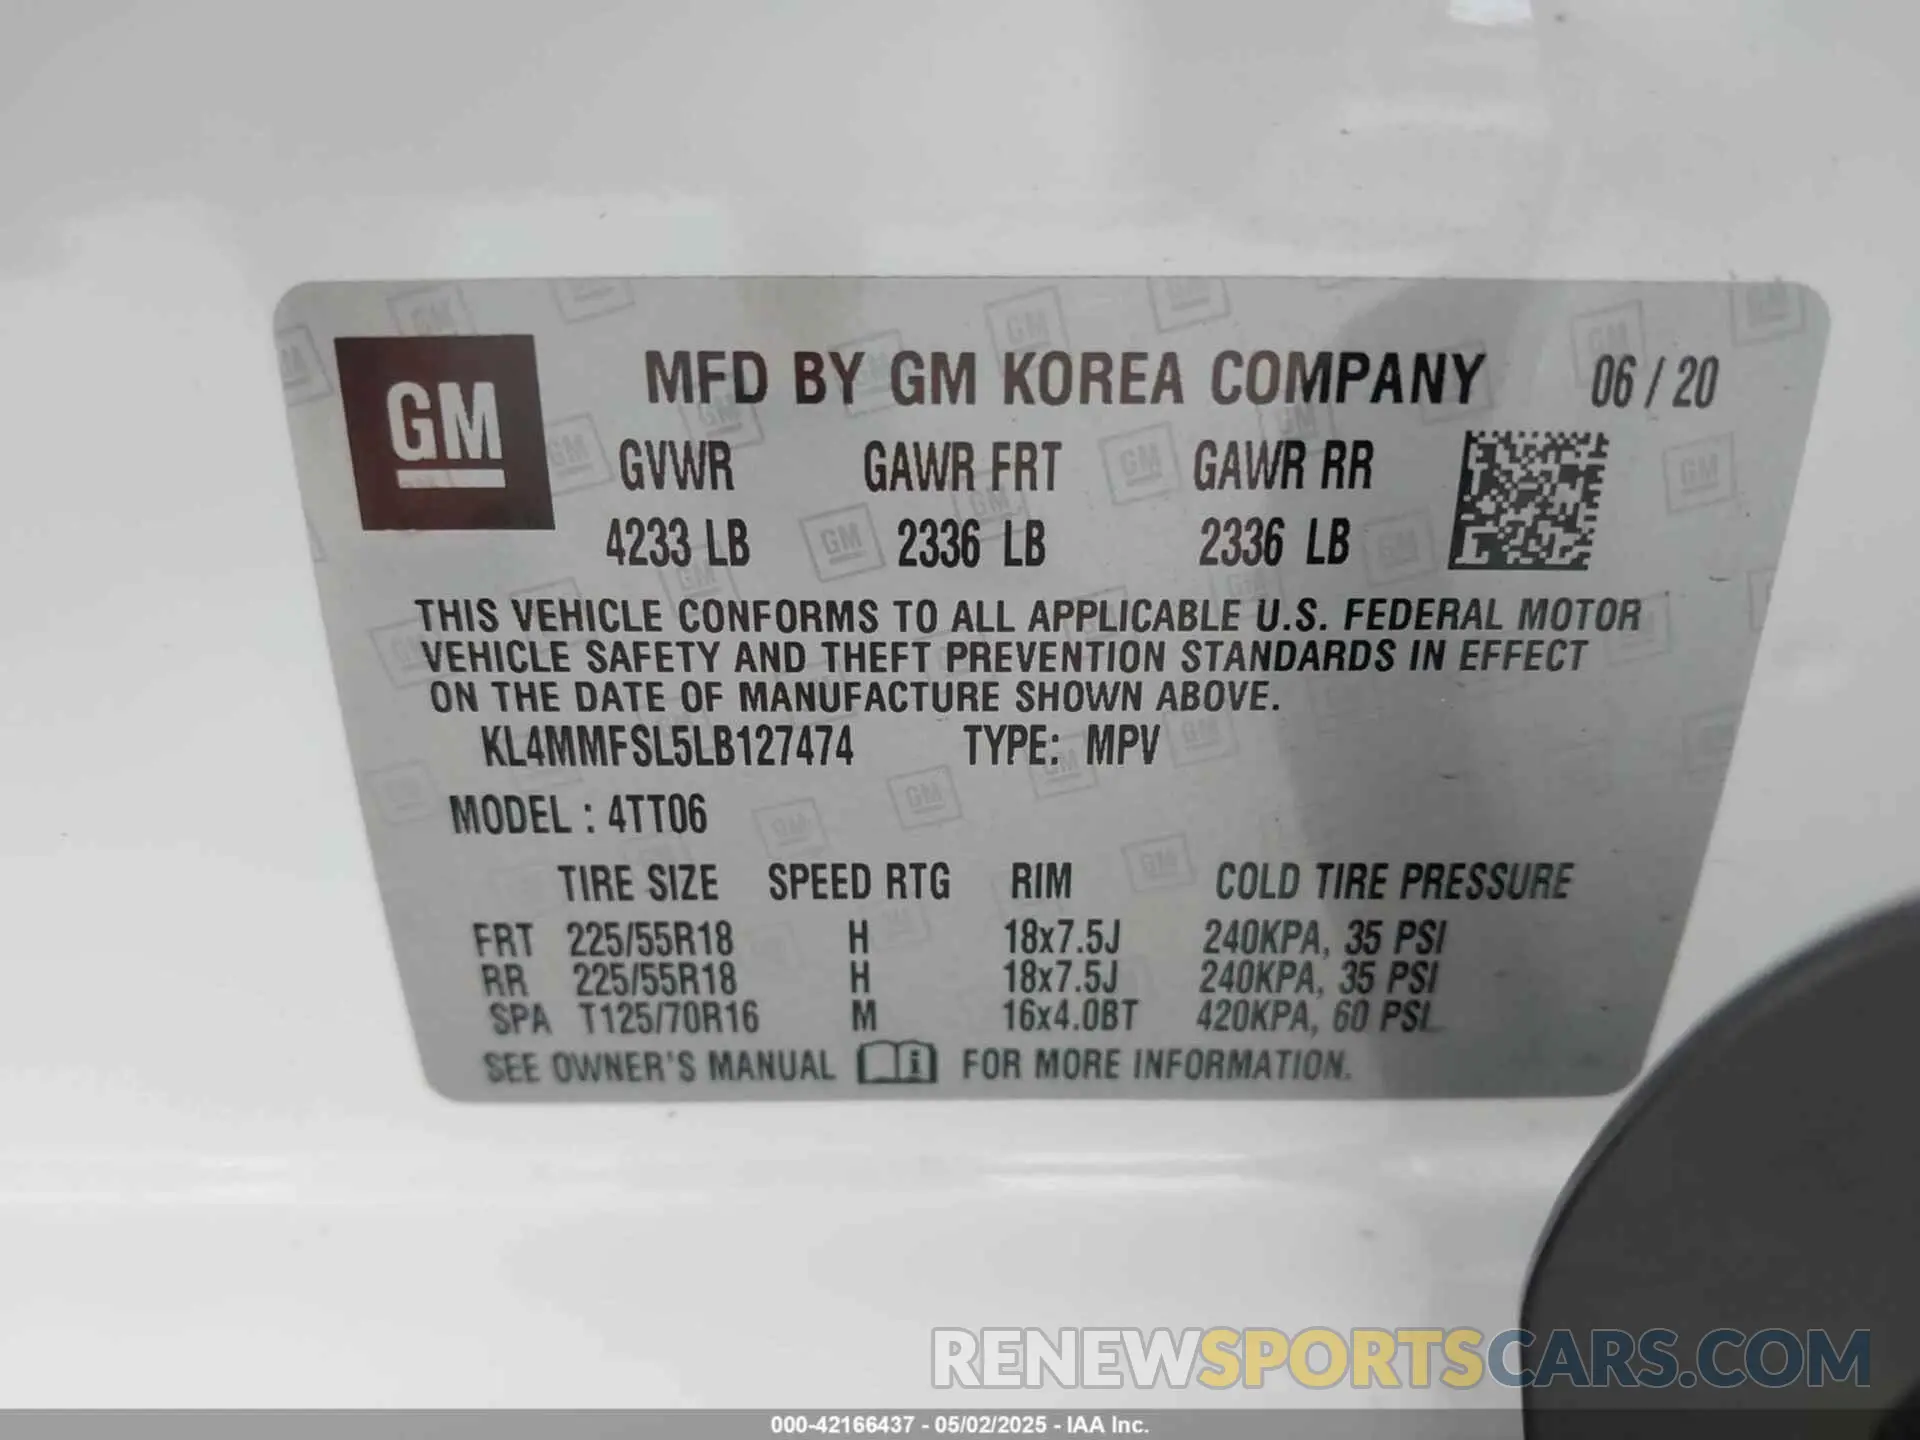 GM
MFD BY GM KOREA COMPANY 06 / 20
GVWR GAWR FRT GAWR RR
4233 LB 2336 LB 2336 LB
THIS VEHICLE CONFORMS TO ALL APPLICABLE U.S. FEDERAL MOTOR
VEHICLE SAFETY AND THEFT PREVENTION STANDARDS IN EFFECT
ON THE DATE OF MANUFACTURE SHOWN ABOVE.
KL4MMFSL5LB127474 TYPE: MPV
MODEL : 4TT06
TIRE SIZE SPEED RTG RIM COLD TIRE PRESSURE
FRT 225/55R18 H 18x7.5J 240KPA, 35 PSI
RR 225/55R18 H 18x7.5J 240KPA, 35 PSI
SPA T125/70R16 M 16x4.0BT 420KPA, 60 PSI
SEE OWNER'S MANUAL FOR MORE INFORMATION.
RENEWSPORTSCARS.COM
000-42166437 - 05/02/2025 - IAA Inc.